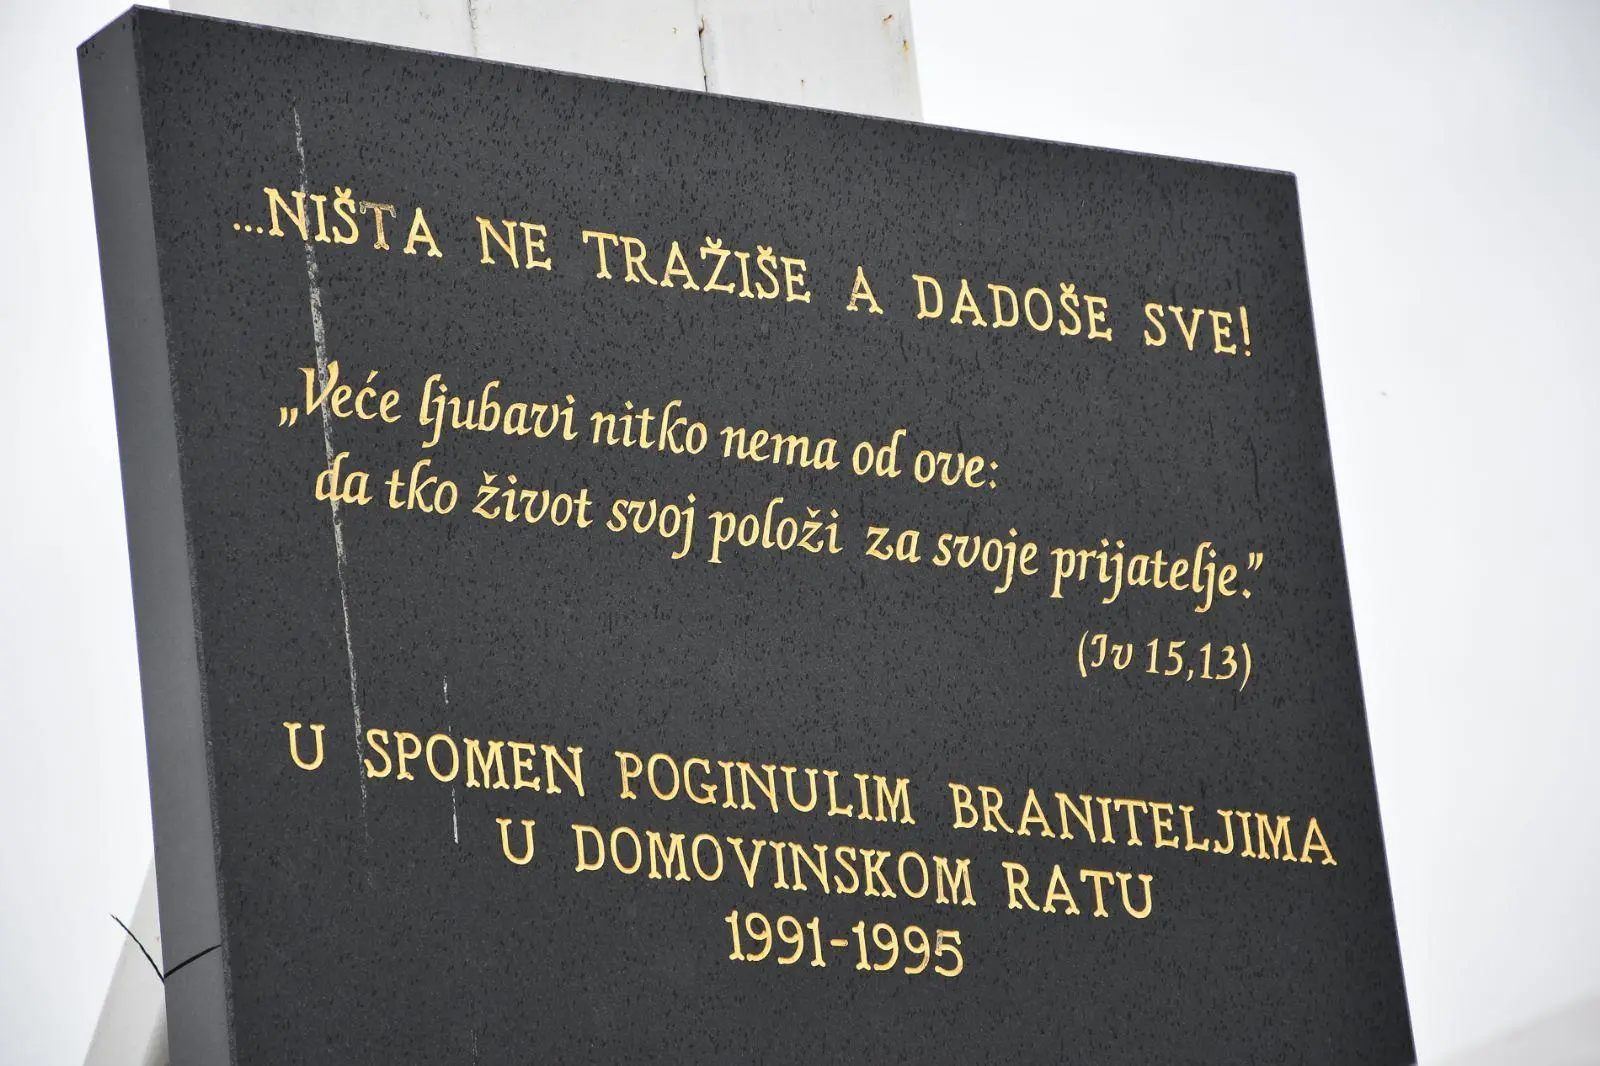 ...NIŠTA NE TRAŽIŠE A DADOŠE SVE!
„Veće ljubavi nitko nema od ove:
da tko život svoj položi za svoje prijatelje.”
(Iv 15,13)
U SPOMEN POGINULIM BRANITELJIMA
U DOMOVINSKOM RATU
1991-1995